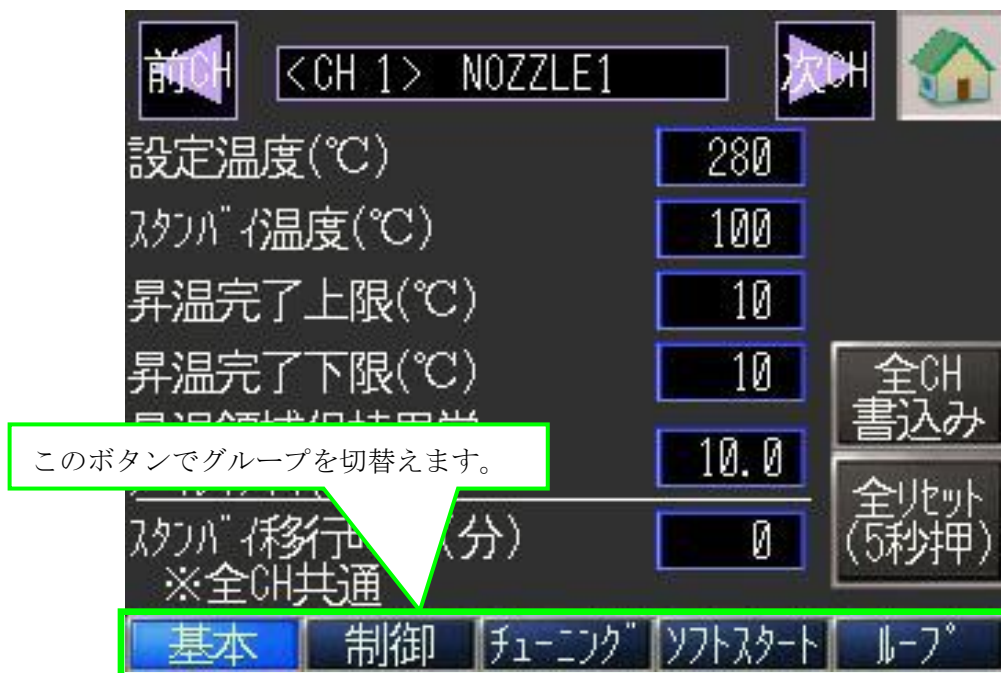 前CH
<CH 1> NOZZLE1
次CH
設定温度(℃) 280
ｽﾀﾝﾊﾞｲ温度(℃) 100
昇温完了上限(℃) 10
昇温完了下限(℃) 10
全CH
書込み
10.0
このボタンでグループを切替えます。
全ﾘｾｯﾄ
(5秒押)
ｽﾀﾝﾊﾞｲ移行 (分) 0
※全CH共通
基本 制御 ﾁｭｰﾆﾝｸﾞ ｿﾌﾄｽﾀｰﾄ ﾙｰﾌﾟ